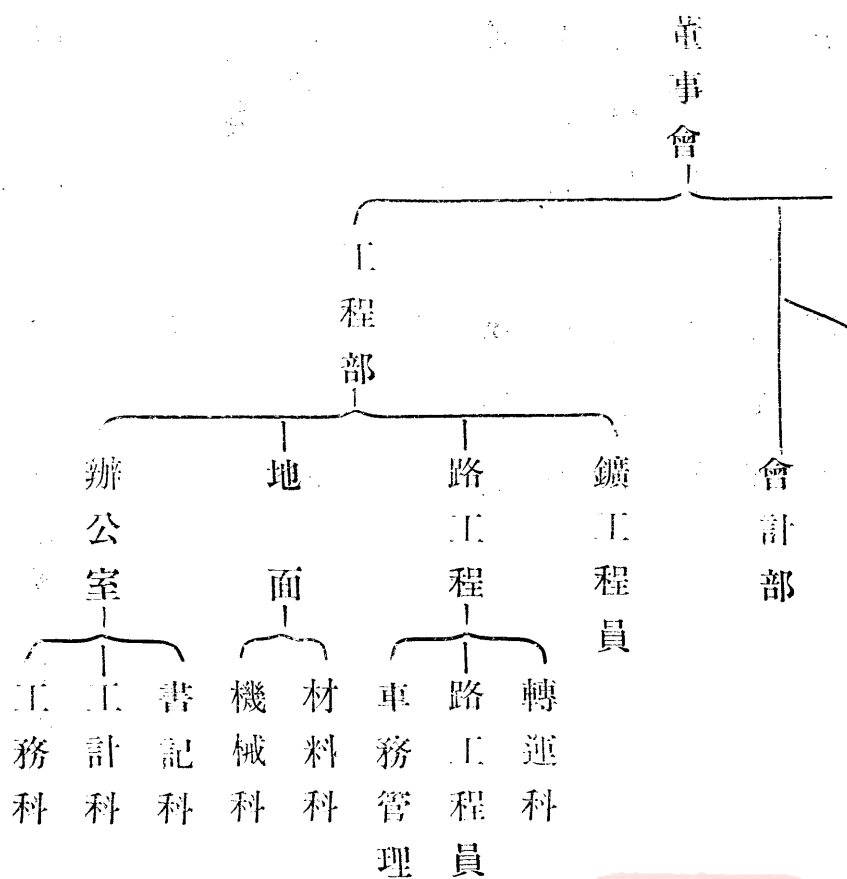 董事會
會計部
工程部
鑛工程員
路工程
地面
辦公室
轉運科
路工程員
車務管理
材料科
機械科
書記科
工計科
工務科